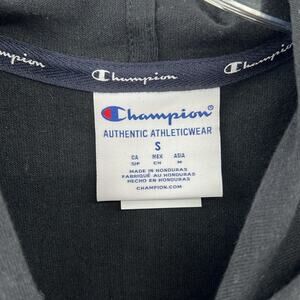 Champion Champion Champion
Champion
AUTHENTIC ATHLETICWEAR
S
CA MEX ASIA
S/P CH M
MADE IN HONDURAS
FABRIQUÉ AU HONDURAS
HECHO EN HONDURAS
CHAMPION.COM